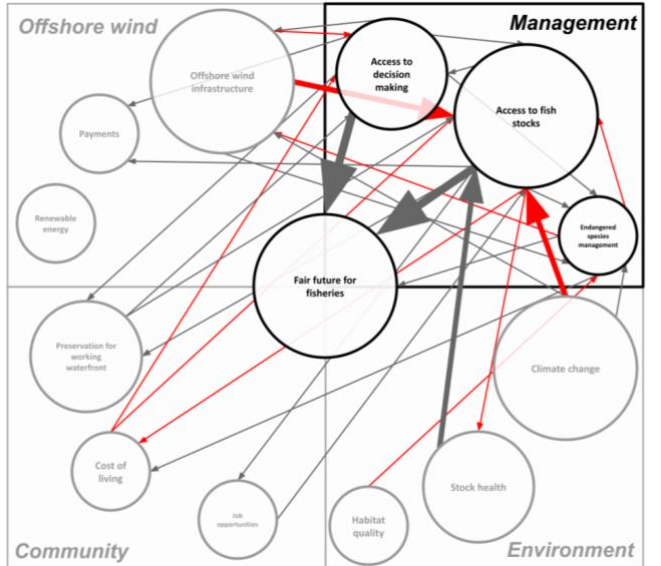 Offshore wind
Management
Offshore wind
infrastructure
Access to
decision
making
Access to fish
stocks
Payments
Renewable
energy
Endangered
species
management
Fair future for
fisheries
Preservation for
working
waterfront
Climate change
Cost of
living
Job
opportunities
Habitat
quality
Stock health
Community
Environment